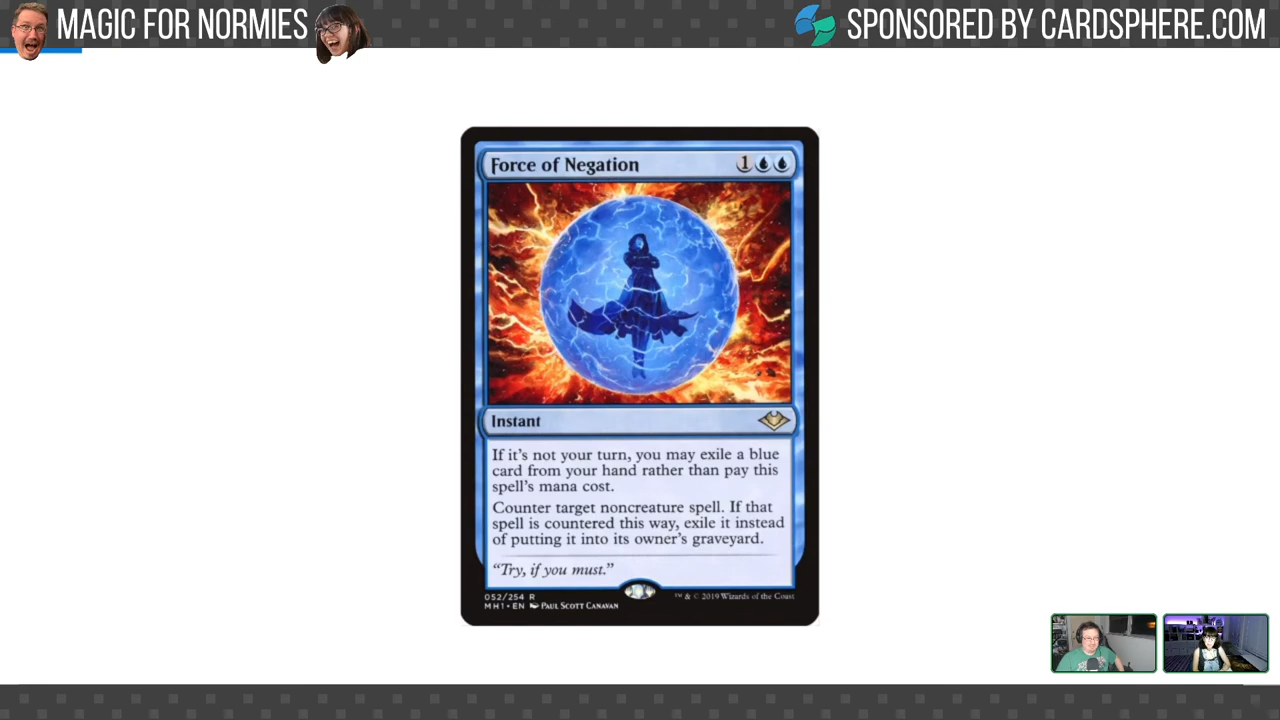 MAGIC FOR NORMIES
SPONSORED BY CARDSPHERE.COM
Force of Negation 1
Instant
If it's not your turn, you may exile a blue
card from your hand rather than pay this
spell's mana cost.
Counter target noncreature spell. If that
spell is countered this way, exile it instead
of putting it into its owner's graveyard.
"Try, if you must."
052/254 R
MH1 • EN Paul Scott Canavan
™ & © 2019 Wizards of the Coast